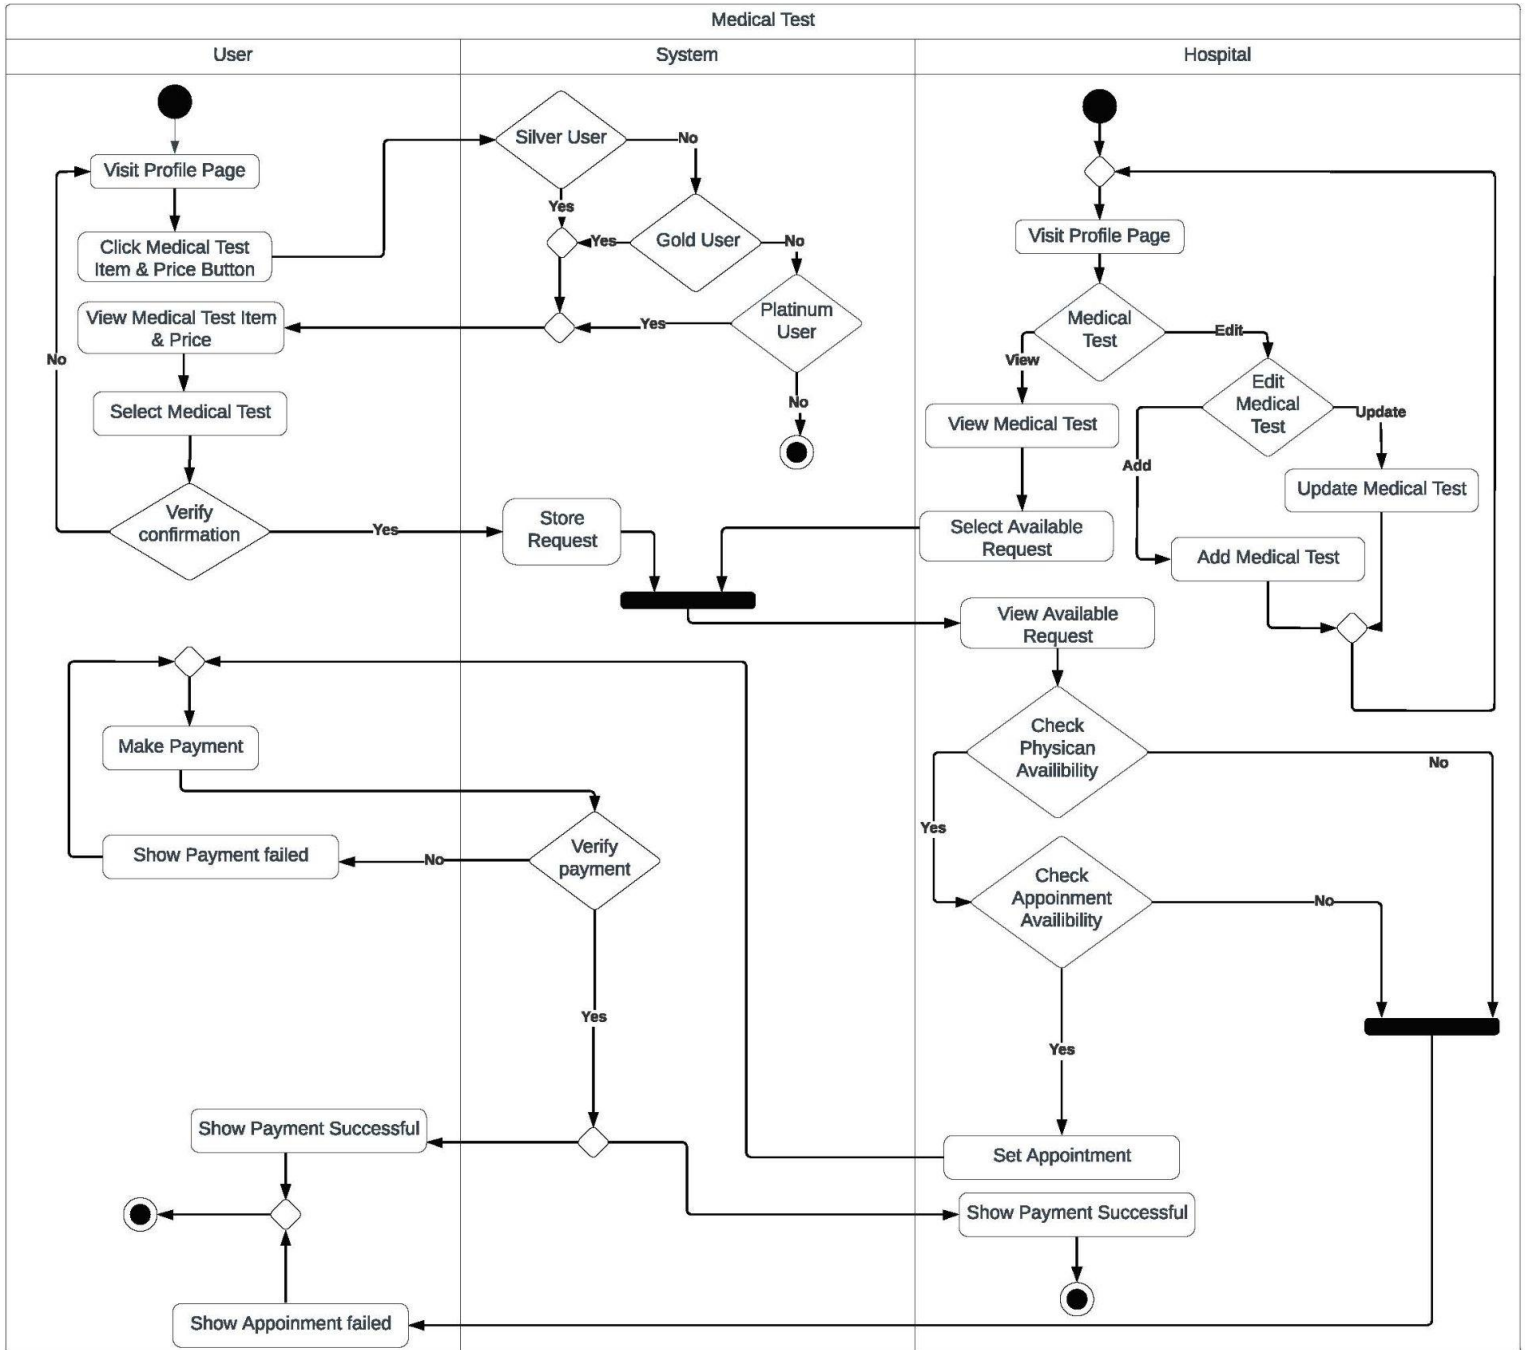 Medical Test
User
System
Hospital
Visit Profile Page
Click Medical Test
Item & Price Button
View Medical Test Item
& Price
No
Select Medical Test
Verify
confirmation
Yes
Silver User
No
Yes
Gold User
Yes
No
Platinum
User
Yes
No
Store
Request
Visit Profile Page
Medical
Test
View
Edit
Edit
Medical
Test
View Medical Test
Update
Add
Update Medical Test
Select Available
Request
Add Medical Test
View Available
Request
Check
Physican
Availibility
No
Yes
Check
Appoinment
Availibility
No
Yes
Set Appointment
Make Payment
Verify
payment
No
Show Payment failed
Yes
Show Payment Successful
Show Payment Successful
Show Appoinment failed